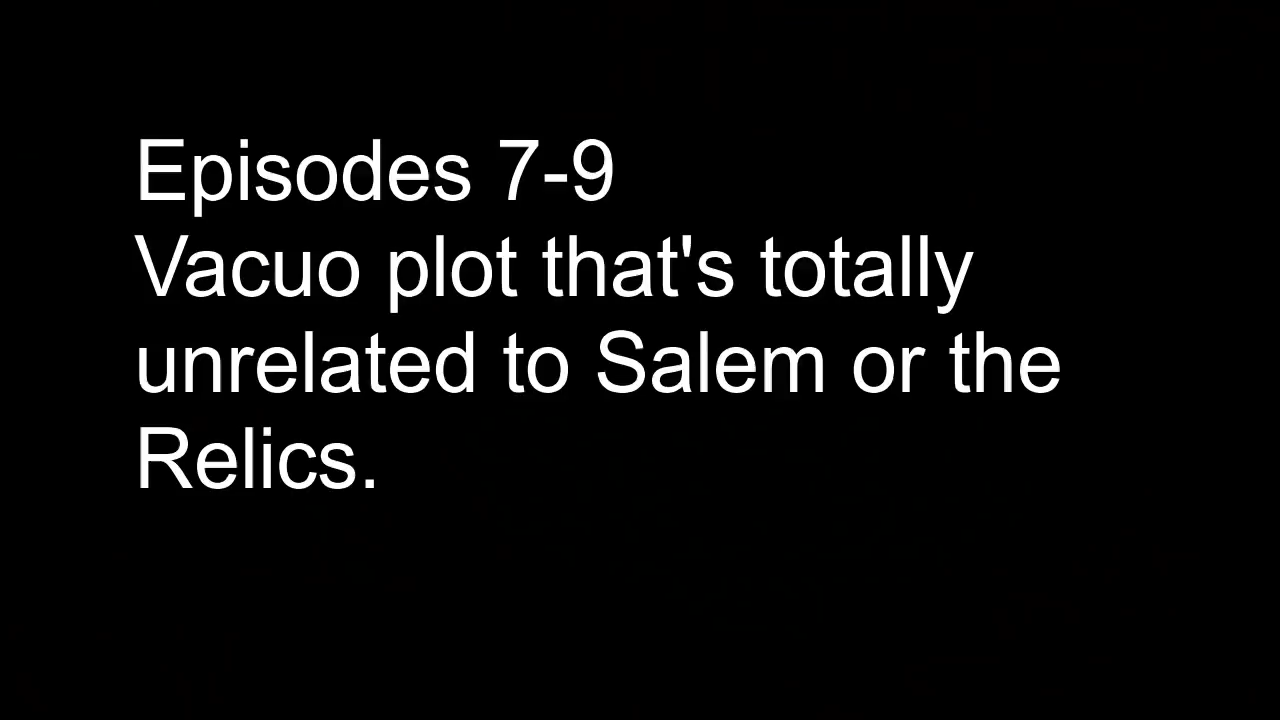 Episodes 7-9
Vacuo plot that's totally
unrelated to Salem or the
Relics.